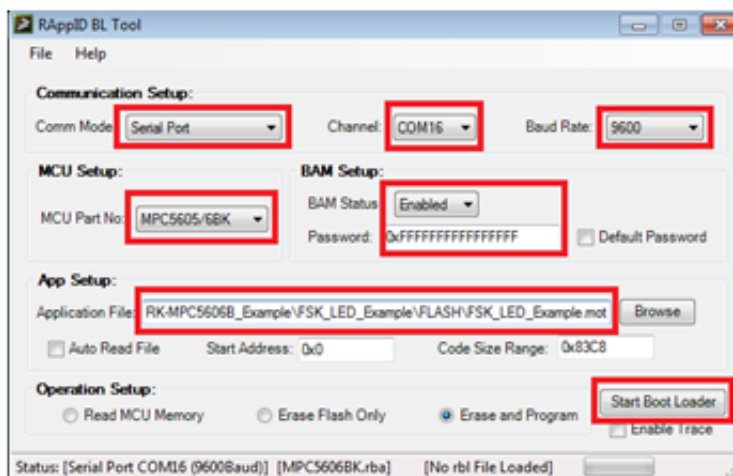 RAppID BL Tool
File Help
Communication Setup:
Comm Mode: Serial Port Channel: COM16 Baud Rate: 9600
MCU Setup: BAM Setup:
MCU Part No: MPC5605/6BK BAM Status: Enabled
Password: 0xFFFFFFFFFFFFFFFF Default Password
App Setup:
Application File: RK-MPC5606B_Example\FSK_LED_Example\FLASH\FSK_LED_Example.mot Browse
Auto Read File Start Address: 0x0 Code Size Range: 0x83C8
Operation Setup: Start Boot Loader
Read MCU Memory Erase Flash Only Erase and Program Enable Trace
Status: [Serial Port COM16 (9600Baud)] [MPC5606BK.rba] [No rbl File Loaded]